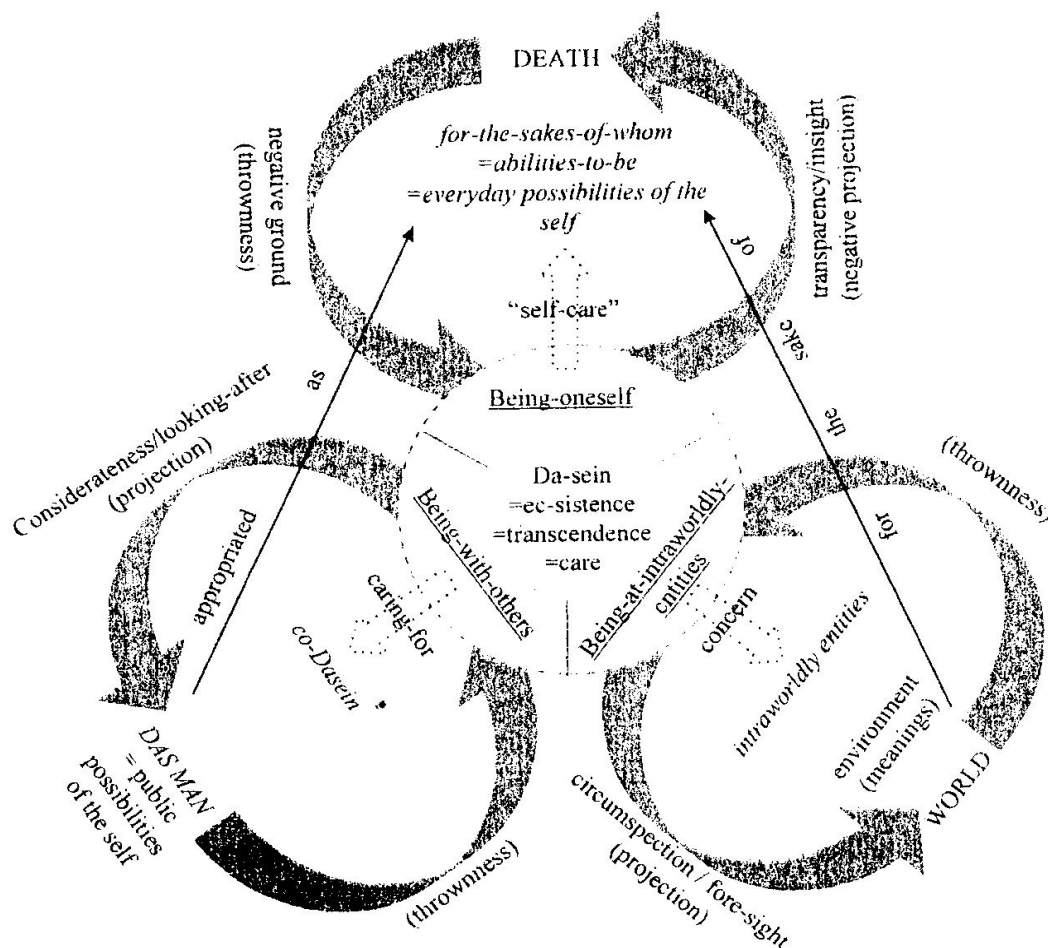 DEATH
for-the-sakes-of-whom
=abilities-to-be
=everyday possibilities of the
self
negative ground
(thrownness)
transparency/insight
(negative projection)
"self-care"
as
appropriated
of
sake
the
for
Being-oneself
Da-sein
=ec-sistence
=transcendence
=care
Being-with-others
Being-at-intraworldly-
entities
Considerateness/looking-after
(projection)
caring-for
co-Dasein
DAS MAN
= public
possibilities
of the self
(thrownness)
(thrownness)
concern
intraworldly entities
environment
(meanings)
WORLD
circumspection / fore-sight
(projection)